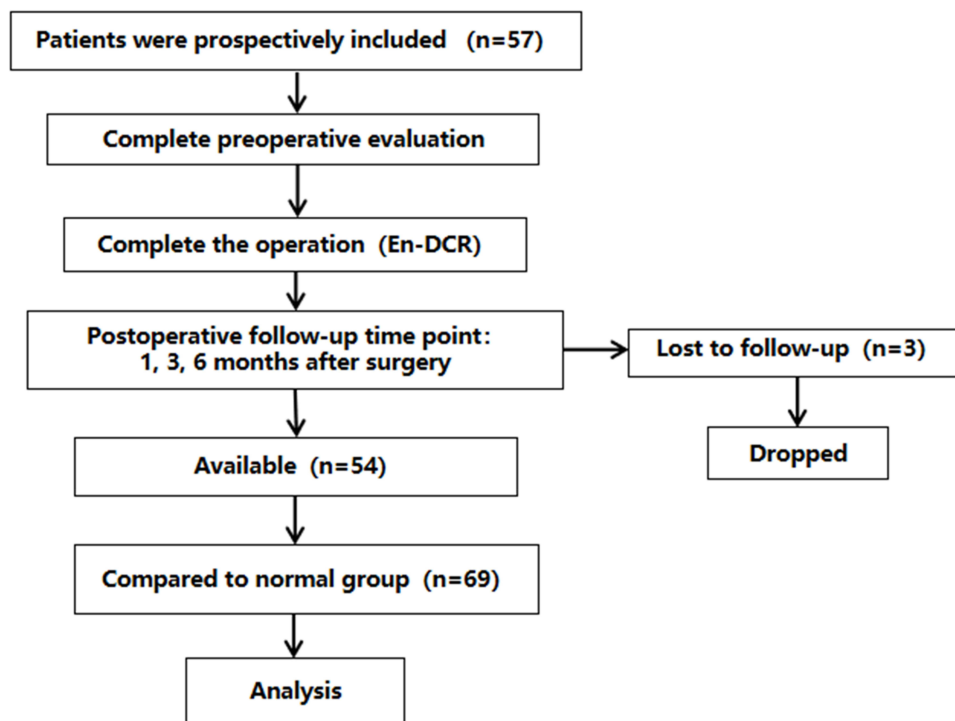 Patients were prospectively included (n=57)
Complete preoperative evaluation
Complete the operation (En-DCR)
Postoperative follow-up time point:
1, 3, 6 months after surgery
Lost to follow-up (n=3)
Dropped
Available (n=54)
Compared to normal group (n=69)
Analysis